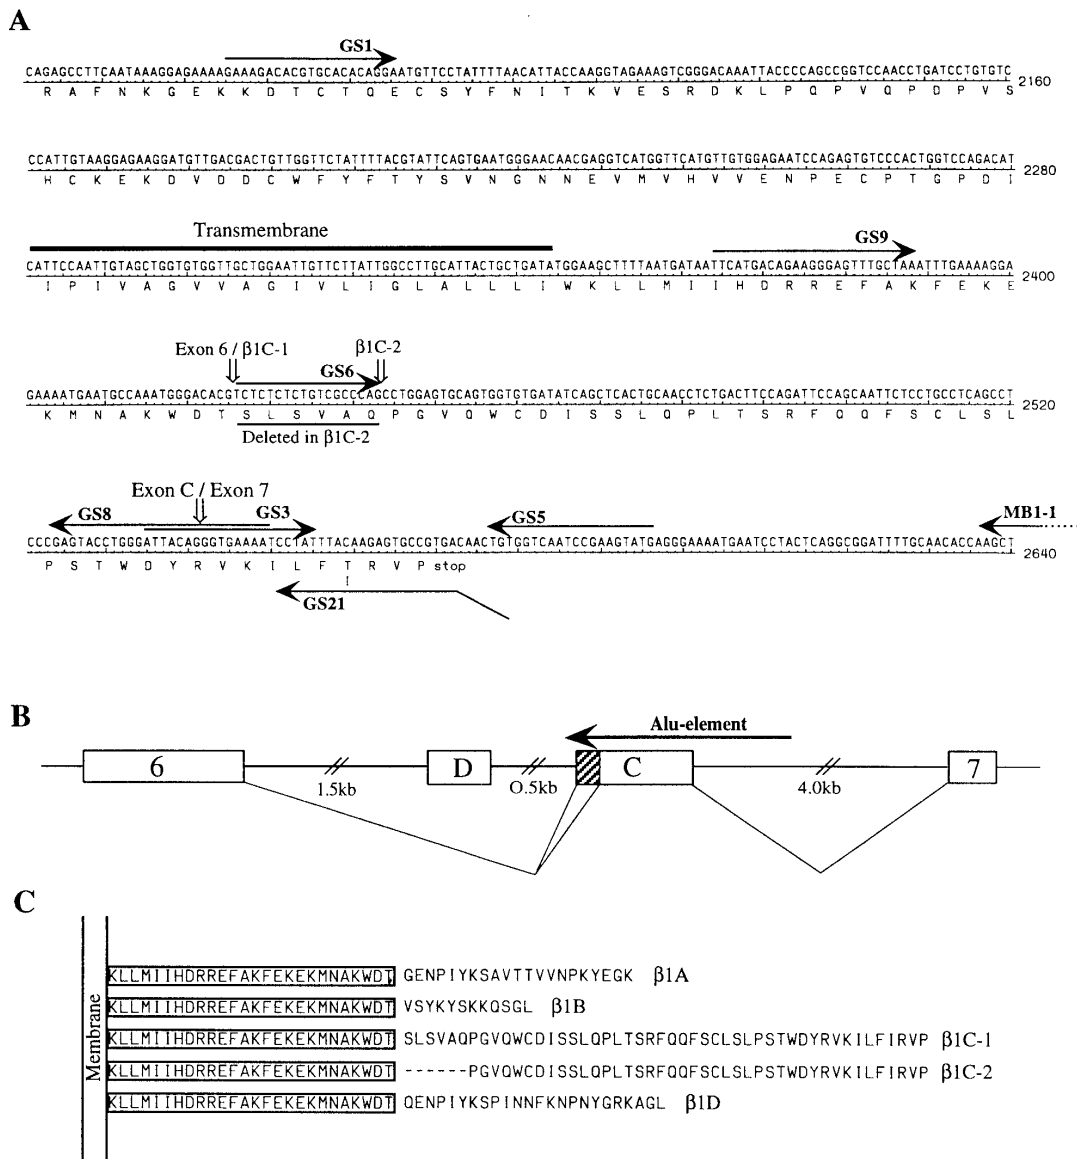 A
GS1
CAGAGCCTTCAATAAAGGAGAAAAGAAAGACACGTGCACACAGGAATGTTCCTATTTTAACATTACCAAGGTAGAAAGTCGGGACAAATTACCCCAGCCGGTCCAACCTGATCCTGTGTC 2160
R A F N K G E K K D T C T Q E C S Y F N I T K V E S R D K L P Q P V Q P D P V S
CCATTGTAAGGAGAAGGATGTTGACGACTGTTGGTTCTATTTTACGTATTCAGTGAATGGGAACAACGAGGTCATGGTTCATGTTGTGGAGAATCCAGAGTGTCCCACTGGTCCAGACAT 2280
H C K E K D V D D C W F Y F T Y S V N G N N E V M V H V V E N P E C P T G P D I
Transmembrane GS9
CATTCCAATTGTAGCTGGTGTGGTTGCTGGAATTGTTCTTATTGGCCTTGCATTACTGCTGATATGGAAGCTTTTAATGATAATTCATGACAGAAGGGAGTTTGCTAAATTTGAAAAGGA 2400
I P I V A G V V A G I V L I G L A L L L I W K L L M I I H D R R E F A K F E K E
Exon 6 / β1C-1 β1C-2
GS6
GAAAATGAATGCCAAATGGGACACGTCTCTCTCTGTCGCCCAGCCTGGAGTGCAGTGGTGTGATATCAGCTCACTGCAACCTCTGACTTCCAGATTCCAGCAATTCTCCTGCCTCAGCCT 2520
K M N A K W D T S L S V A Q P G V Q W C D I S S L Q P L T S R F Q Q F S C L S L
Deleted in β1C-2
Exon C / Exon 7
GS8 GS3 GS5 MB1-1
CCCGAGTACCTGGGATTACAGGGTGAAAATCCTATTTACAAGAGTGCCGTGACAACTGTGGTCAATCCGAAGTATGAGGGAAAATGAATCCTACTCAGGCGGATTTTGCAACACCAAGCT 2640
P S T W D Y R V K I L F T R V P stop
I
GS21
B
Alu-element
6 D C 7
1.5kb O.5kb 4.0kb
C
Membrane
KLLMIIHDRREFAKFEKEKMNAKWDT GENPIYKSAVTTVVNPKYEGK β1A
KLLMIIHDRREFAKFEKEKMNAKWDT VSYKYSKKQSGL β1B
KLLMIIHDRREFAKFEKEKMNAKWDT SLSVAQPGVQWCDISSLQPLTSRFQQFSCLSLPSTWDYRVKILFIRVP β1C-1
KLLMIIHDRREFAKFEKEKMNAKWDT ------PGVQWCDISSLQPLTSRFQQFSCLSLPSTWDYRVKILFIRVP β1C-2
KLLMIIHDRREFAKFEKEKMNAKWDT QENPIYKSPINNFKNPNYGRKAGL β1D